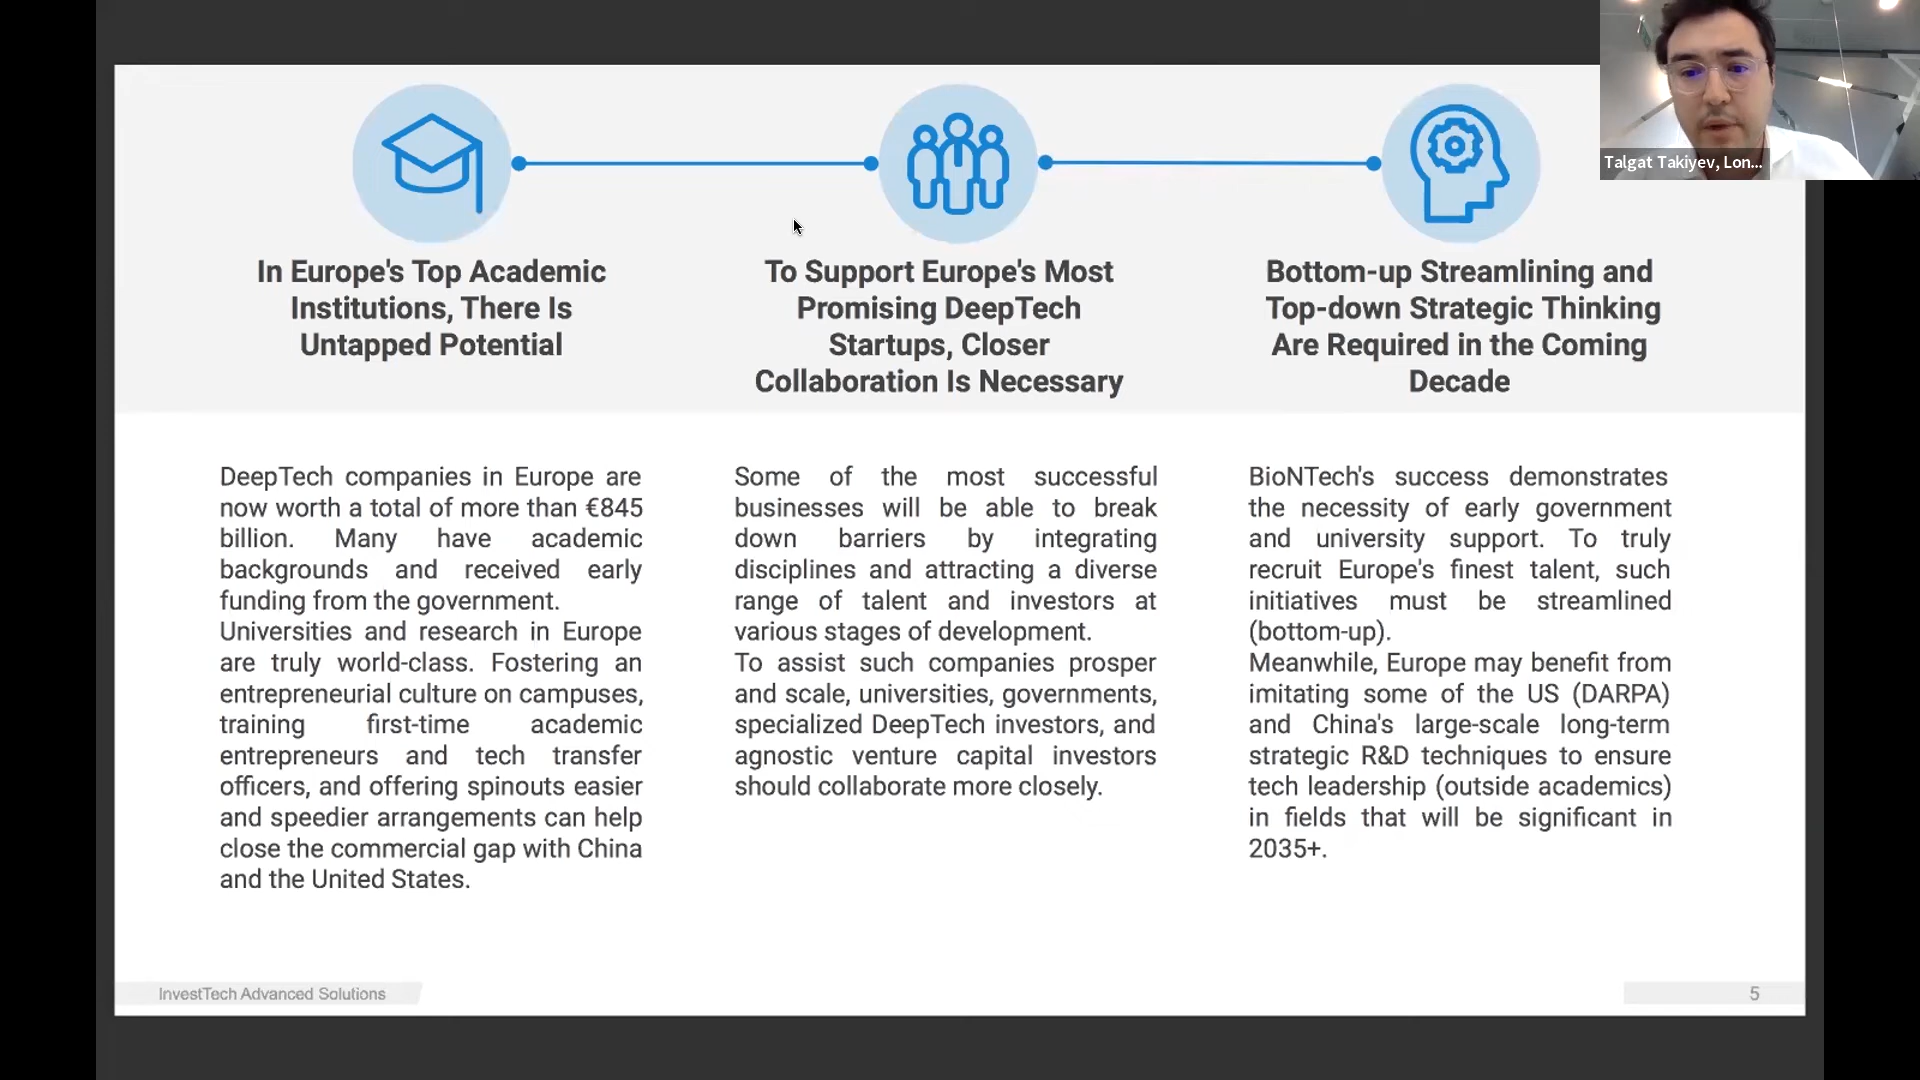 In Europe's Top Academic
Institutions, There Is
Untapped Potential
To Support Europe's Most
Promising DeepTech
Startups, Closer
Collaboration Is Necessary
Bottom-up Streamlining and
Top-down Strategic Thinking
Are Required in the Coming
Decade
Talgat Takiyev, Lon...
DeepTech companies in Europe are
now worth a total of more than €845
billion. Many have academic
backgrounds and received early
funding from the government.
Universities and research in Europe
are truly world-class. Fostering an
entrepreneurial culture on campuses,
training first-time academic
entrepreneurs and tech transfer
officers, and offering spinouts easier
and speedier arrangements can help
close the commercial gap with China
and the United States.
Some of the most successful
businesses will be able to break
down barriers by integrating
disciplines and attracting a diverse
range of talent and investors at
various stages of development.
To assist such companies prosper
and scale, universities, governments,
specialized DeepTech investors, and
agnostic venture capital investors
should collaborate more closely.
BioNTech's success demonstrates
the necessity of early government
and university support. To truly
recruit Europe's finest talent, such
initiatives must be streamlined
(bottom-up).
Meanwhile, Europe may benefit from
imitating some of the US (DARPA)
and China's large-scale long-term
strategic R&D techniques to ensure
tech leadership (outside academics)
in fields that will be significant in
2035+.
InvestTech Advanced Solutions
5